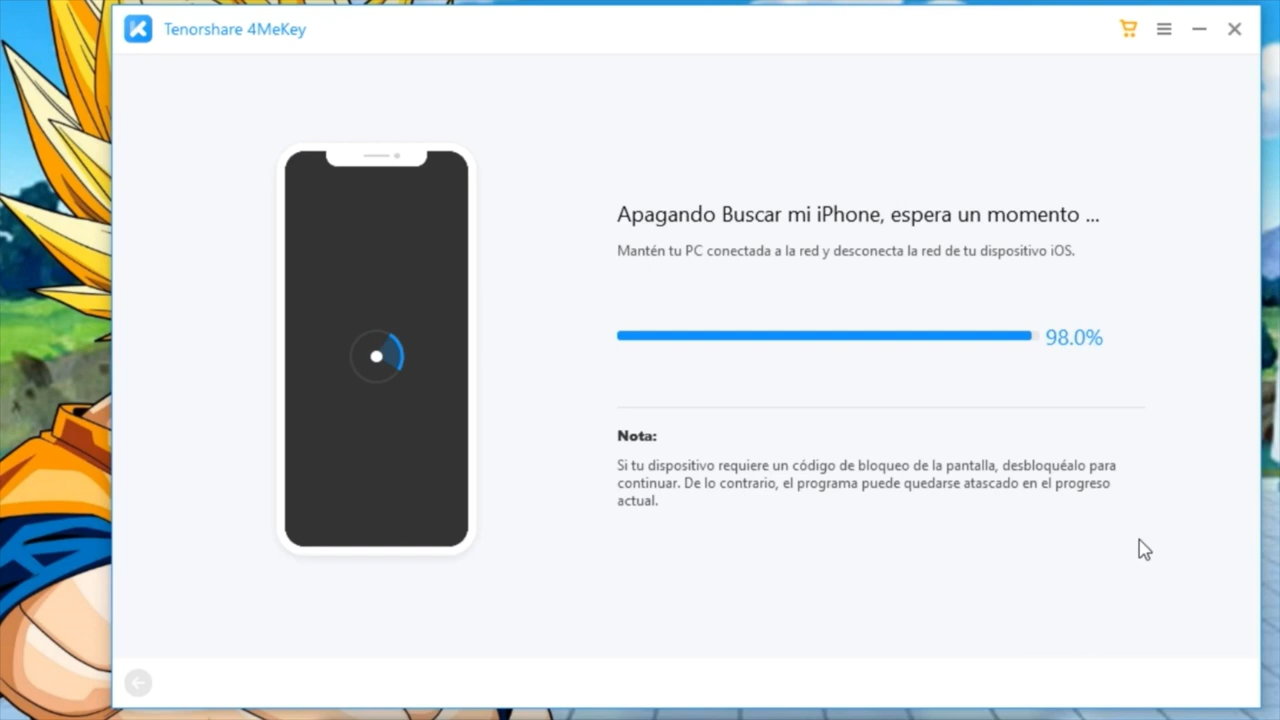 Tenorshare 4MeKey
Apagando Buscar mi iPhone, espera un momento ...
Mantén tu PC conectada a la red y desconecta la red de tu dispositivo iOS.
98.0%
Nota:
Si tu dispositivo requiere un código de bloqueo de la pantalla, desbloquéalo para
continuar. De lo contrario, el programa puede quedarse atascado en el progreso
actual.